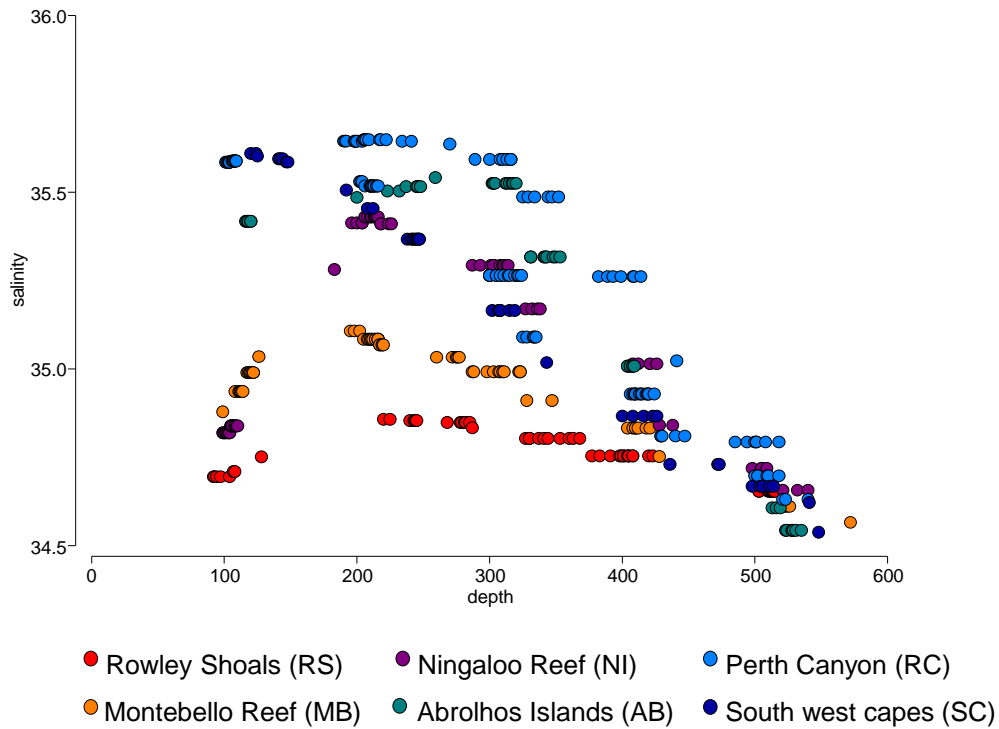 36.0
35.5
35.0
34.5
salinity
0 100 200 300 400 500 600
depth
Rowley Shoals (RS) Ningaloo Reef (NI) Perth Canyon (RC)
Montebello Reef (MB) Abrolhos Islands (AB) South west capes (SC)